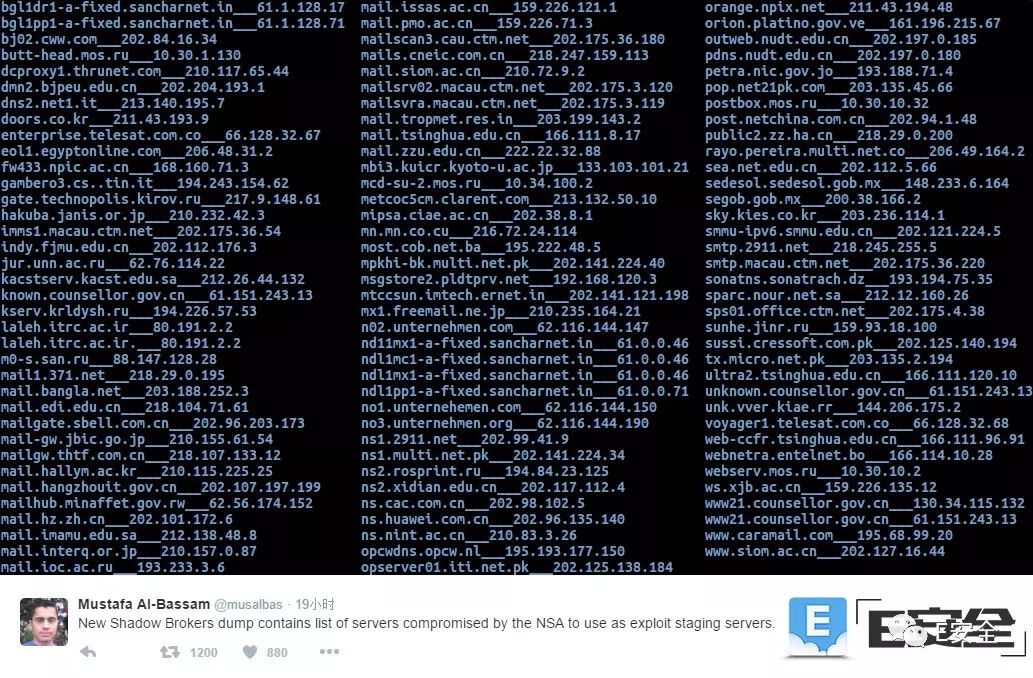 bgl1dr1-a-fixed.sancharnet.in___61.1.128.17
bgl1pp1-a-fixed.sancharnet.in___61.1.128.71
bj02.cww.com___202.84.16.34
butt-head.mos.ru___10.30.1.130
dcproxy1.thrunet.com___210.117.65.44
dmn2.bjpeu.edu.cn___202.204.193.1
dns2.net1.it___213.140.195.7
doors.co.kr___211.43.193.9
enterprise.telesat.com.co___66.128.32.67
eol1.egyptonline.com___206.48.31.2
fw433.npic.ac.cn___168.160.71.3
gambero3.cs..tin.it___194.243.154.62
gate.technopolis.kirov.ru___217.9.148.61
hakuba.janis.or.jp___210.232.42.3
imms1.macau.ctm.net___202.175.36.54
indy.fjmu.edu.cn___202.112.176.3
jur.unn.ac.ru___62.76.114.22
kacstserv.kacst.edu.sa___212.26.44.132
known.counsellor.gov.cn___61.151.243.13
kserv.krldysh.ru___194.226.57.53
laleh.itrc.ac.ir___80.191.2.2
laleh.itrc.ac.ir.___80.191.2.2
m0-s.san.ru___88.147.128.28
mail1.371.net___218.29.0.195
mail.bangla.net___203.188.252.3
mail.edi.edu.cn___218.104.71.61
mailgate.sbell.com.cn___202.96.203.173
mail-gw.jbic.go.jp___210.155.61.54
mailgw.thtf.com.cn___218.107.133.12
mail.hallym.ac.kr___210.115.225.25
mail.hangzhouit.gov.cn___202.107.197.199
mailhub.minaffet.gov.rw___62.56.174.152
mail.hz.zh.cn___202.101.172.6
mail.imamu.edu.sa___212.138.48.8
mail.interq.or.jp___210.157.0.87
mail.ioc.ac.ru___193.233.3.6
mail.issas.ac.cn___159.226.121.1
mail.pmo.ac.cn___159.226.71.3
mailscan3.cau.ctm.net___202.175.36.180
mails.cneic.com.cn___218.247.159.113
mail.siom.ac.cn___210.72.9.2
mailsrv02.macau.ctm.net___202.175.3.120
mailsvra.macau.ctm.net___202.175.3.119
mail.tropmet.res.in___203.199.143.2
mail.tsinghua.edu.cn___166.111.8.17
mail.zzu.edu.cn___222.22.32.88
mbi3.kuicr.kyoto-u.ac.jp___133.103.101.21
mcd-su-2.mos.ru___10.34.100.2
metcoc5cm.clarent.com___213.132.50.10
mipsa.ciae.ac.cn___202.38.8.1
mn.mn.co.cu___216.72.24.114
most.cob.net.ba___195.222.48.5
mpkhi-bk.multi.net.pk___202.141.224.40
msgstore2.pldtprv.net___192.168.120.3
mtccsun.imtech.ernet.in___202.141.121.198
mx1.freemail.ne.jp___210.235.164.21
n02.unternehmen.com___62.116.144.147
nd11mx1-a-fixed.sancharnet.in___61.0.0.46
ndl1mc1-a-fixed.sancharnet.in___61.0.0.46
ndl1mx1-a-fixed.sancharnet.in___61.0.0.46
ndl1pp1-a-fixed.sancharnet.in___61.0.0.71
no1.unternehemen.com___62.116.144.150
no3.unternehmen.org___62.116.144.190
ns1.2911.net___202.99.41.9
ns1.multi.net.pk___202.141.224.34
ns2.rosprint.ru___194.84.23.125
ns2.xidian.edu.cn___202.117.112.4
ns.cac.com.cn___202.98.102.5
ns.huawei.com.cn___202.96.135.140
ns.nint.ac.cn___210.83.3.26
opcwdns.opcw.nl___195.193.177.150
opserver01.iti.net.pk___202.125.138.184
orange.npix.net___211.43.194.48
orion.platino.gov.ve___161.196.215.67
outweb.nudt.edu.cn___202.197.0.185
pdns.nudt.edu.cn___202.197.0.180
petra.nic.gov.jo___193.188.71.4
pop.net21pk.com___203.135.45.66
postbox.mos.ru___10.30.10.32
post.netchina.com.cn___202.94.1.48
public2.zz.ha.cn___218.29.0.200
rayo.pereira.multi.net.co___206.49.164.2
sea.net.edu.cn___202.112.5.66
sedesol.sedesol.gob.mx___148.233.6.164
segob.gob.mx___200.38.166.2
sky.kies.co.kr___203.236.114.1
smmu-ipv6.smmu.edu.cn___202.121.224.5
smtp.2911.net___218.245.255.5
smtp.macau.ctm.net___202.175.36.220
sonatns.sonatrach.dz___193.194.75.35
sparc.nour.net.sa___212.12.160.26
sps01.office.ctm.net___202.175.4.38
sunhe.jinr.ru___159.93.18.100
sussi.cressoft.com.pk___202.125.140.194
tx.micro.net.pk___203.135.2.194
ultra2.tsinghua.edu.cn___166.111.120.10
unknown.counsellor.gov.cn___61.151.243.13
unk.vver.kiae.rr___144.206.175.2
voyager1.telesat.com.co___66.128.32.68
web-ccfr.tsinghua.edu.cn___166.111.96.91
webnetra.entelnet.bo___166.114.10.28
webserv.mos.ru___10.30.10.2
ws.xjb.ac.cn___159.226.135.12
www21.counsellor.gov.cn___130.34.115.132
www21.counsellor.gov.cn___61.151.243.13
www.caramail.com___195.68.99.20
www.siom.ac.cn___202.127.16.44
Mustafa Al-Bassam @musalbas · 19小时
New Shadow Brokers dump contains list of servers compromised by the NSA to use as exploit staging servers.
1200 880
E
E安全
E安全